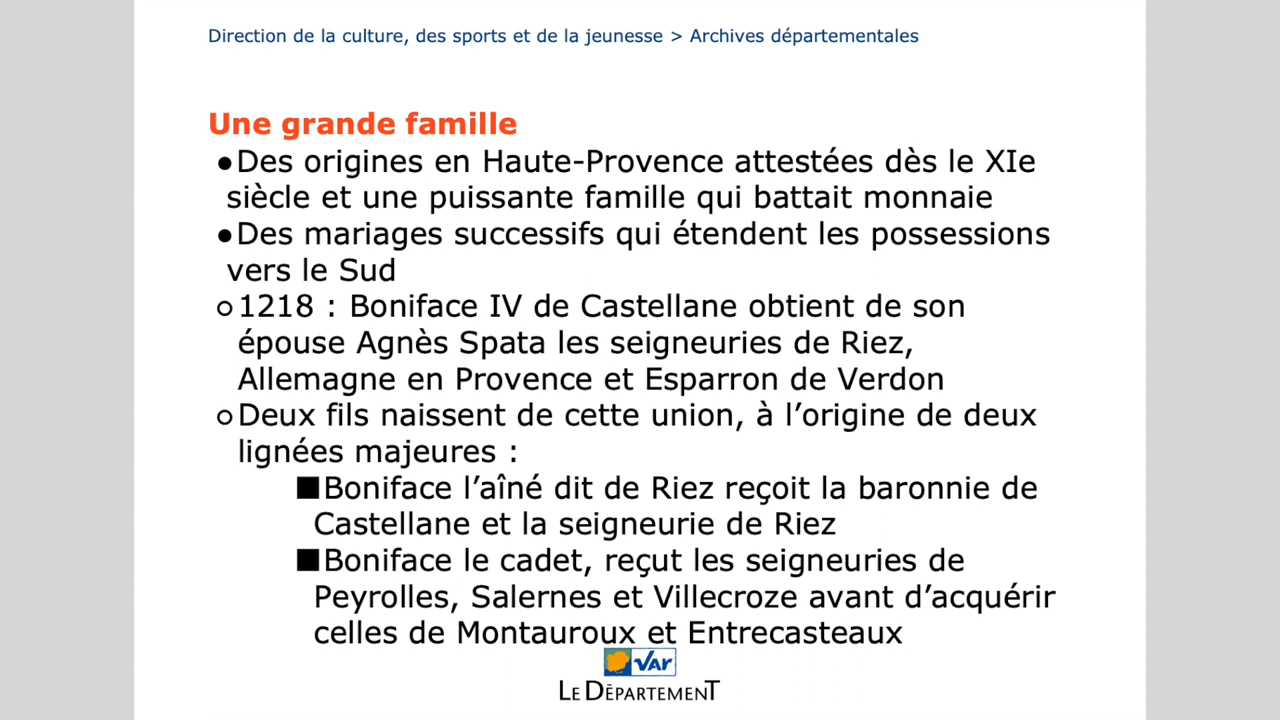 Direction de la culture, des sports et de la jeunesse > Archives départementales
Une grande famille
●Des origines en Haute-Provence attestées dès le XIe
siècle et une puissante famille qui battait monnaie
●Des mariages successifs qui étendent les possessions
vers le Sud
○1218 : Boniface IV de Castellane obtient de son
épouse Agnès Spata les seigneuries de Riez,
Allemagne en Provence et Esparron de Verdon
○Deux fils naissent de cette union, à l’origine de deux
lignées majeures :
■Boniface l’aîné dit de Riez reçoit la baronnie de
Castellane et la seigneurie de Riez
■Boniface le cadet, reçut les seigneuries de
Peyrolles, Salernes et Villecroze avant d’acquérir
celles de Montauroux et Entrecasteaux
VAr
LE DÉPARTEMENT